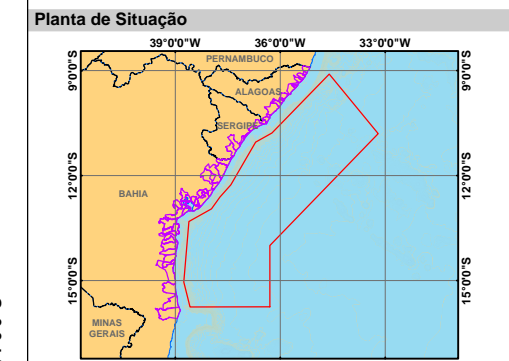 Planta de Situação
39°0'0"W 36°0'0"W 33°0'0"W
9°0'0"S 9°0'0"S
PERNAMBUCO
ALAGOAS
SERGIPE
12°0'0"S 12°0'0"S
BAHIA
15°0'0"S 15°0'0"S
MINAS
GERAIS